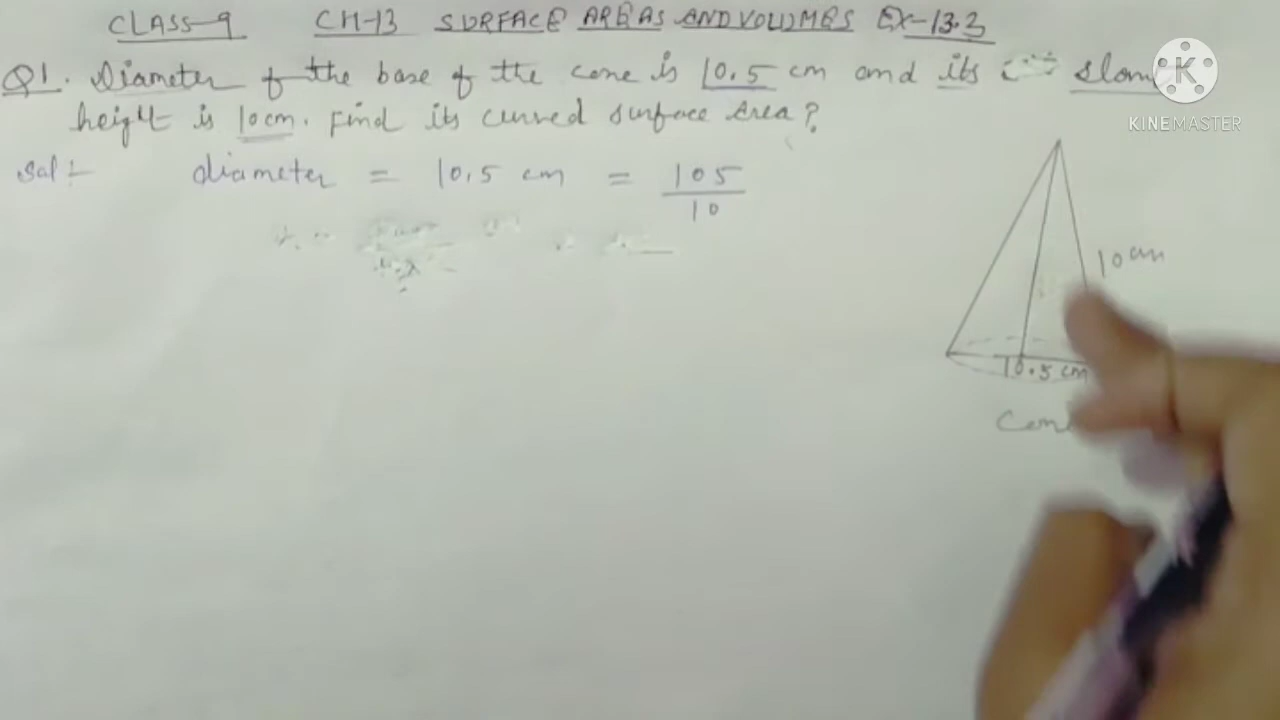 CLASS-9 CH-13 SURFACE AREAS AND VOLUMES EX-13.3
Q1. Diameter of the base of the cone is 10.5 cm and its slant
height is 10cm. Find its curved surface Area?
K
KINEMASTER
Sol:- diameter = 10.5 cm = 105
10
10 cm
10.5 cm